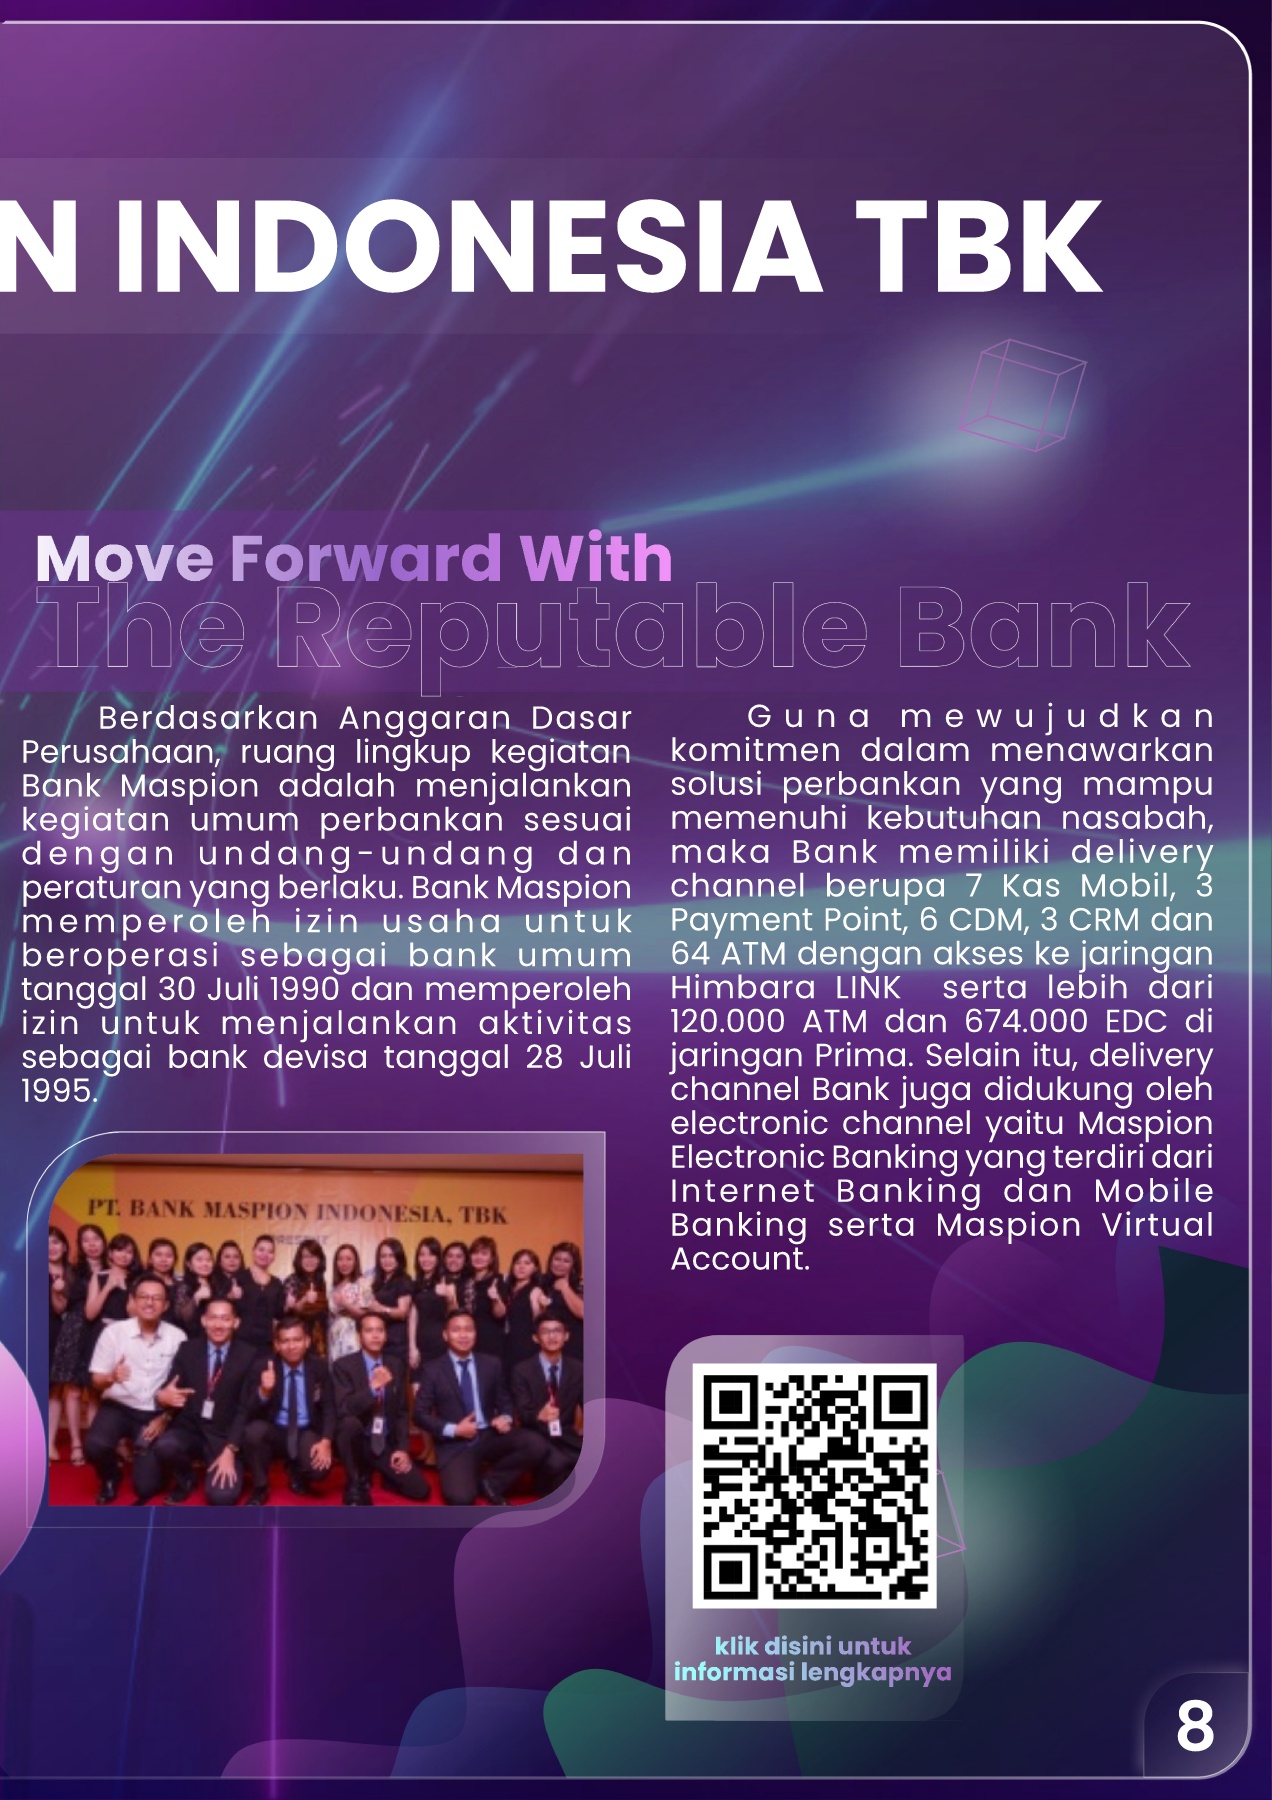 N INDONESIA TBK
Move Forward With
The Reputable Bank
Berdasarkan Anggaran Dasar
Perusahaan, ruang lingkup kegiatan
Bank Maspion adalah menjalankan
kegiatan umum perbankan sesuai
dengan undang-undang dan
peraturan yang berlaku. Bank Maspion
memperoleh izin usaha untuk
beroperasi sebagai bank umum
tanggal 30 Juli 1990 dan memperoleh
izin untuk menjalankan aktivitas
sebagai bank devisa tanggal 28 Juli
1995.
PT. BANK MASPION INDONESIA, TBK
Guna mewujudkan
komitmen dalam menawarkan
solusi perbankan yang mampu
memenuhi kebutuhan nasabah,
maka Bank memiliki delivery
channel berupa 7 Kas Mobil, 3
Payment Point, 6 CDM, 3 CRM dan
64 ATM dengan akses ke jaringan
Himbara LINK serta lebih dari
120.000 ATM dan 674.000 EDC di
jaringan Prima. Selain itu, delivery
channel Bank juga didukung oleh
electronic channel yaitu Maspion
Electronic Banking yang terdiri dari
Internet Banking dan Mobile
Banking serta Maspion Virtual
Account.
klik disini untuk
informasi lengkapnya
8